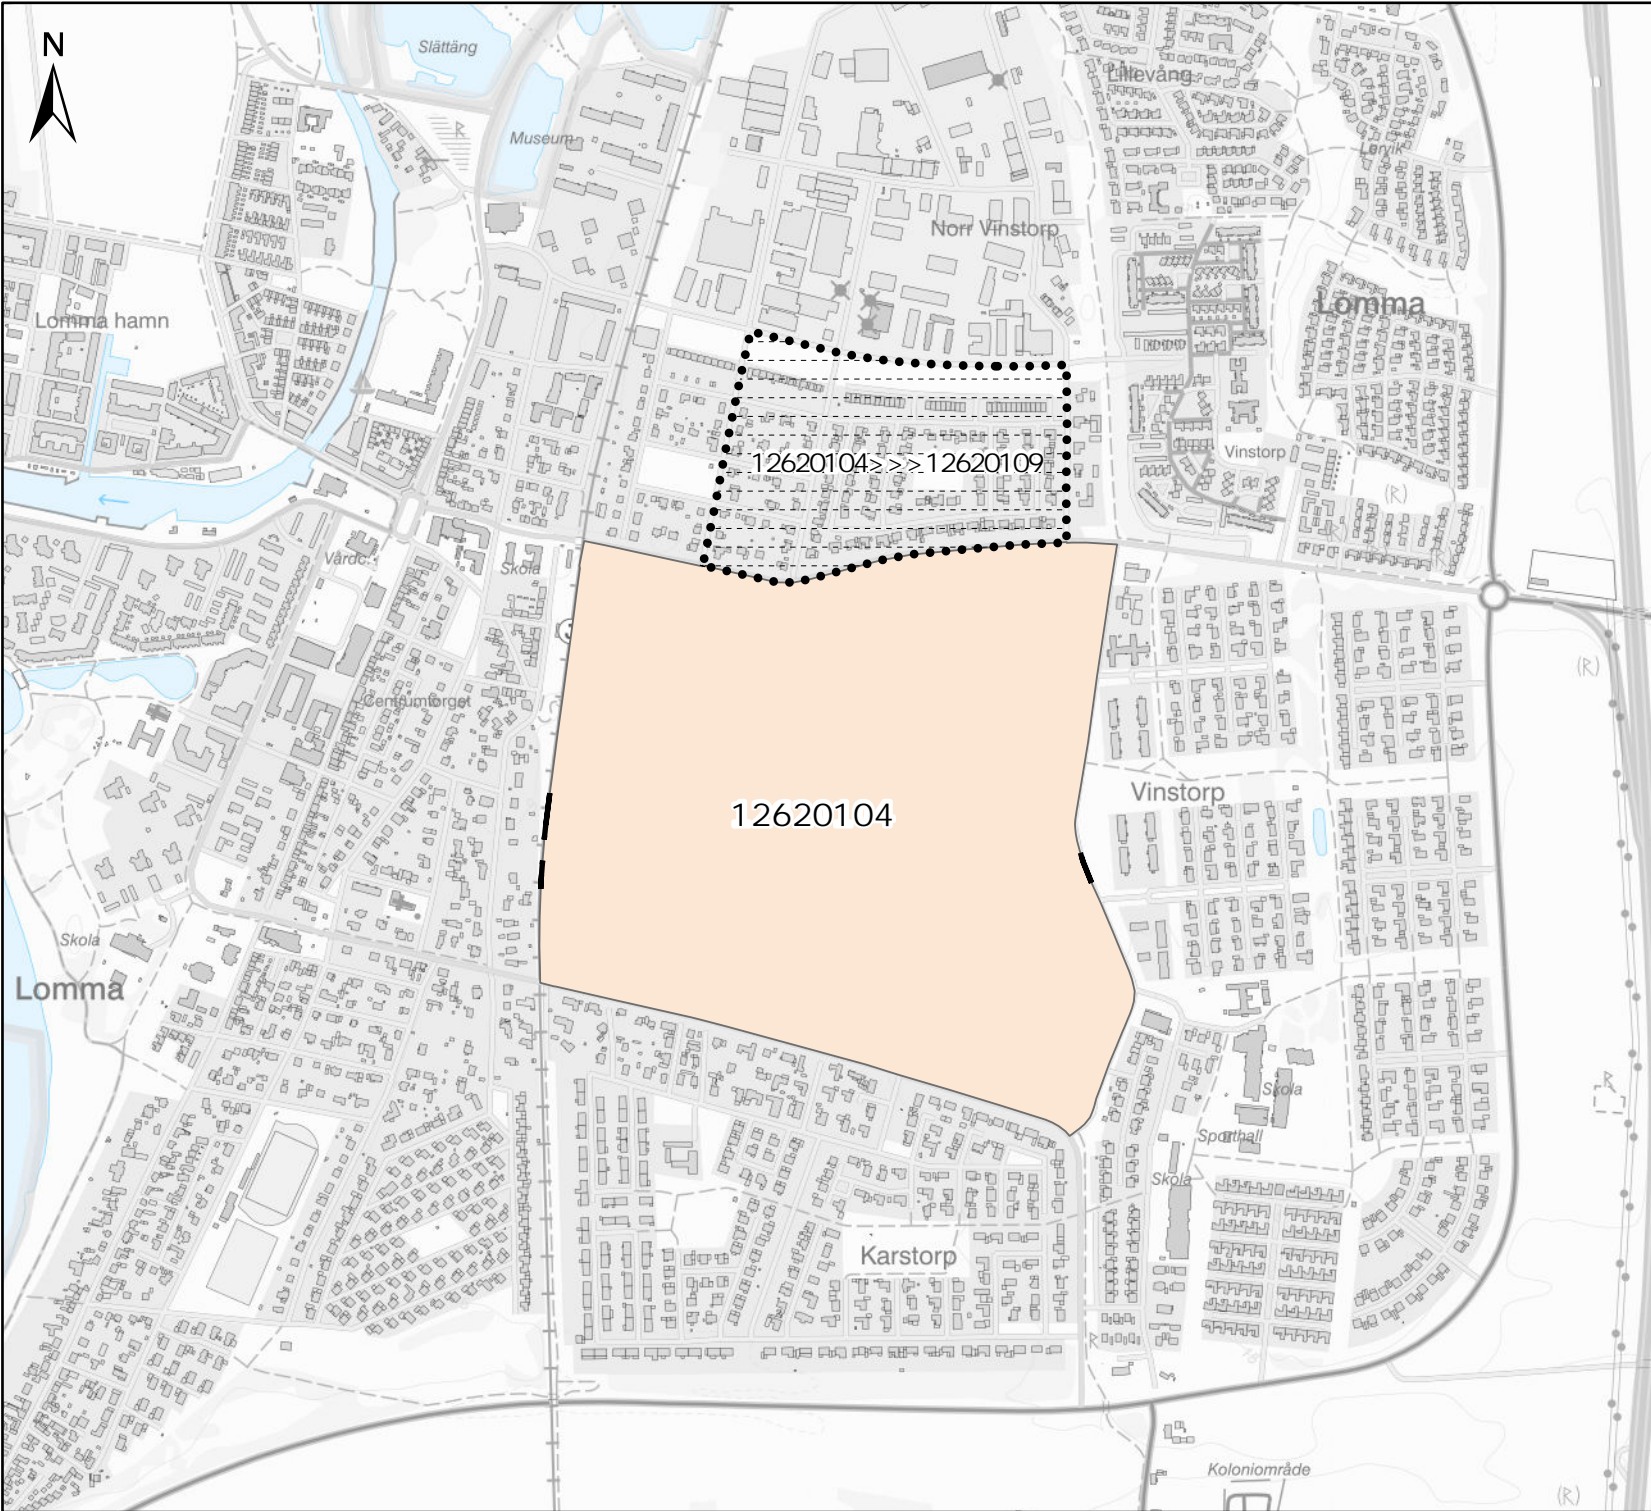 N
Slättäng
Museum
Lillevång
Lervik
Norr Vinstorp
Lomma
Lomma hamn
Vinstorp
12620104>>>12620109
(R)
Vårdc.
Skola
(R)
Centrumtorget
Vinstorp
12620104
Skola
Lomma
Skola
Sporthall
Skola
Karstorp
Koloniområde
(R)